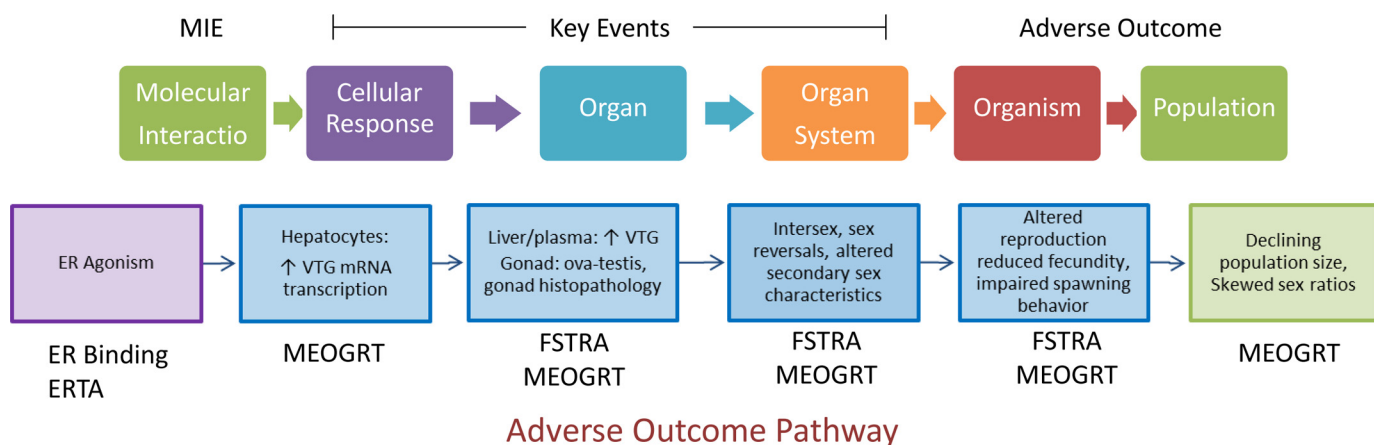 MIE
Key Events
Adverse Outcome
Molecular
Interactio
Cellular
Response
Organ
Organ
System
Organism
Population
ER Agonism
Hepatocytes:
↑ VTG mRNA
transcription
Liver/plasma: ↑ VTG
Gonad: ova-testis,
gonad histopathology
Intersex, sex
reversals, altered
secondary sex
characteristics
Altered
reproduction
reduced fecundity,
impaired spawning
behavior
Declining
population size,
Skewed sex ratios
ER Binding
ERTA
MEOGRT
FSTRA
MEOGRT
FSTRA
MEOGRT
FSTRA
MEOGRT
MEOGRT
Adverse Outcome Pathway